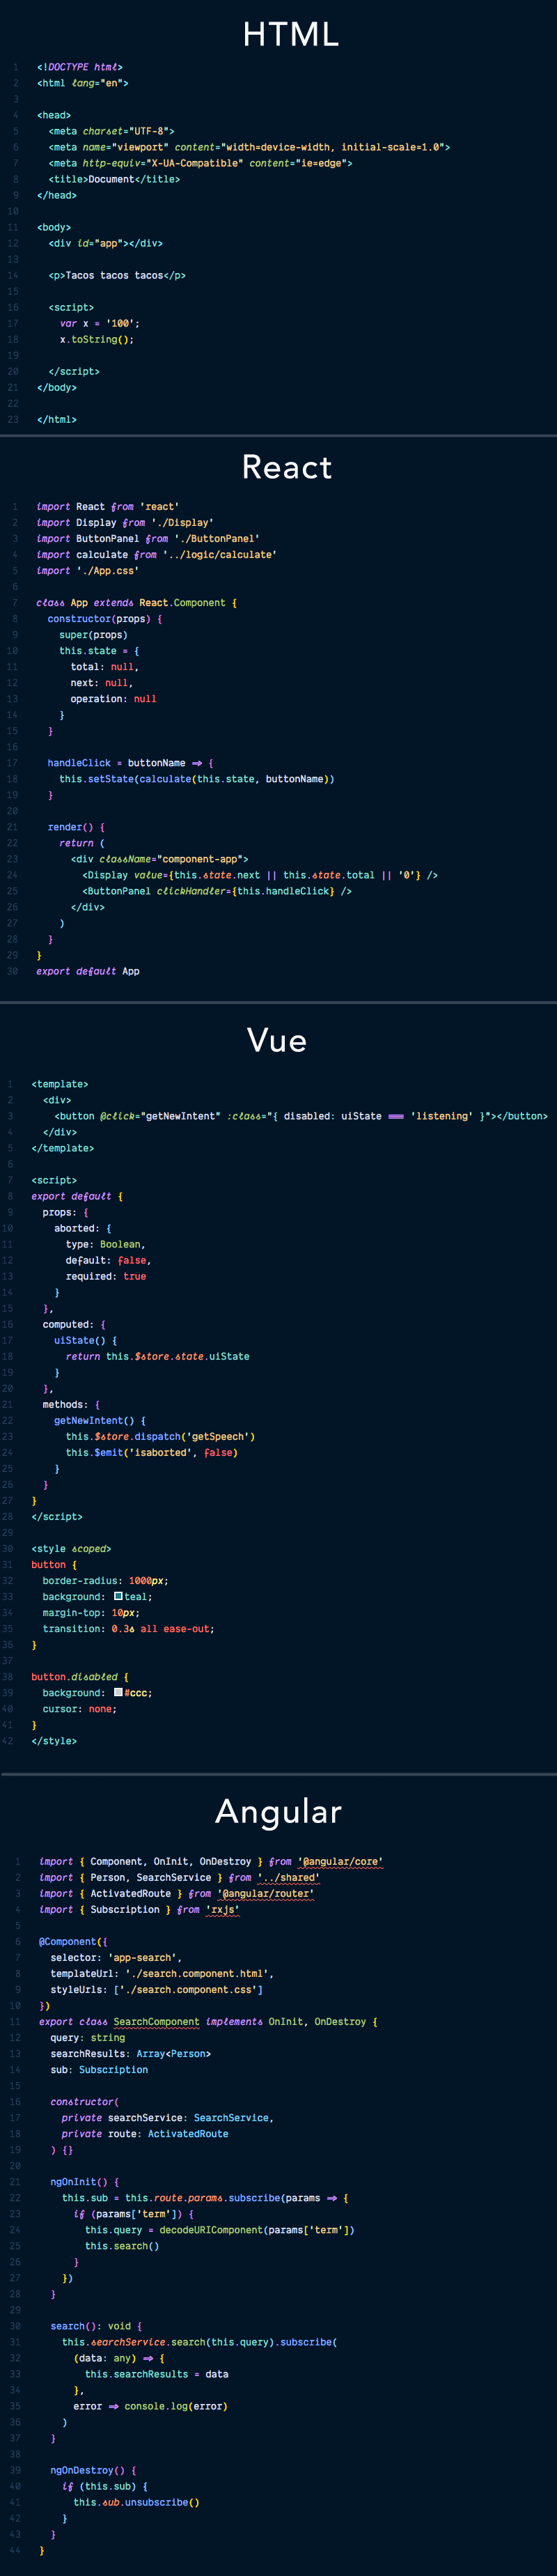 HTML
1 <!DOCTYPE html>
2 <html lang="en">
3
4 <head>
5 <meta charset="UTF-8">
6 <meta name="viewport" content="width=device-width, initial-scale=1.0">
7 <meta http-equiv="X-UA-Compatible" content="ie=edge">
8 <title>Document</title>
9 </head>
10
11 <body>
12 <div id="app"></div>
13
14 <p>Tacos tacos tacos</p>
15
16 <script>
17 var x = '100';
18 x.toString();
19
20 </script>
21 </body>
22
23 </html>
React
1 import React from 'react'
2 import Display from './Display'
3 import ButtonPanel from './ButtonPanel'
4 import calculate from '../logic/calculate'
5 import './App.css'
6
7 class App extends React.Component {
8 constructor(props) {
9 super(props)
10 this.state = {
11 total: null,
12 next: null,
13 operation: null
14 }
15 }
16
17 handleClick = buttonName => {
18 this.setState(calculate(this.state, buttonName))
19 }
20
21 render() {
22 return (
23 <div className="component-app">
24 <Display value={this.state.next || this.state.total || '0'} />
25 <ButtonPanel clickHandler={this.handleClick} />
26 </div>
27 )
28 }
29 }
30 export default App
Vue
1 <template>
2 <div>
3 <button @click="getNewIntent" :class="{ disabled: uiState === 'listening' }"></button>
4 </div>
5 </template>
6
7 <script>
8 export default {
9 props: {
10 aborted: {
11 type: Boolean,
12 default: false,
13 required: true
14 }
15 },
16 computed: {
17 uiState() {
18 return this.$store.state.uiState
19 }
20 },
21 methods: {
22 getNewIntent() {
23 this.$store.dispatch('getSpeech')
24 this.$emit('isaborted', false)
25 }
26 }
27 }
28 </script>
29
30 <style scoped>
31 button {
32 border-radius: 1000px;
33 background: teal;
34 margin-top: 10px;
35 transition: 0.3s all ease-out;
36 }
37
38 button.disabled {
39 background: #ccc;
40 cursor: none;
41 }
42 </style>
Angular
1 import { Component, OnInit, OnDestroy } from '@angular/core'
2 import { Person, SearchService } from '../shared'
3 import { ActivatedRoute } from '@angular/router'
4 import { Subscription } from 'rxjs'
5
6 @Component({
7 selector: 'app-search',
8 templateUrl: './search.component.html',
9 styleUrls: ['./search.component.css']
10 })
11 export class SearchComponent implements OnInit, OnDestroy {
12 query: string
13 searchResults: Array<Person>
14 sub: Subscription
15
16 constructor(
17 private searchService: SearchService,
18 private route: ActivatedRoute
19 ) {}
20
21 ngOnInit() {
22 this.sub = this.route.params.subscribe(params => {
23 if (params['term']) {
24 this.query = decodeURIComponent(params['term'])
25 this.search()
26 }
27 })
28 }
29
30 search(): void {
31 this.searchService.search(this.query).subscribe(
32 (data: any) => {
33 this.searchResults = data
34 },
35 error => console.log(error)
36 )
37 }
38
39 ngOnDestroy() {
40 if (this.sub) {
41 this.sub.unsubscribe()
42 }
43 }
44 }